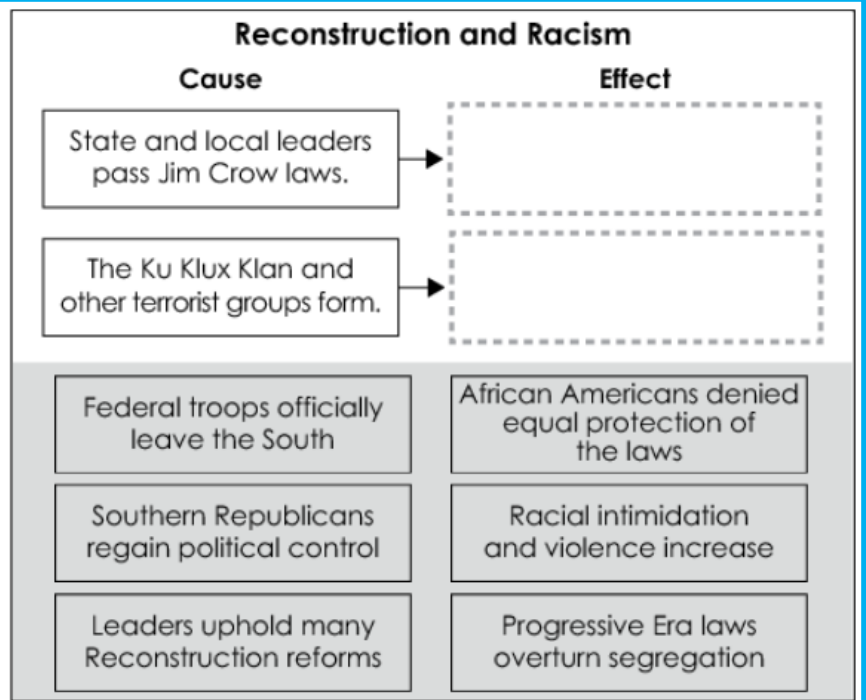 Reconstruction and Racism
Cause
Effect
State and local leaders
pass Jim Crow laws.
The Ku Klux Klan and
other terrorist groups form.
Federal troops officially
leave the South
African Americans denied
equal protection of
the laws
Southern Republicans
regain political control
Racial intimidation
and violence increase
Leaders uphold many
Reconstruction reforms
Progressive Era laws
overturn segregation